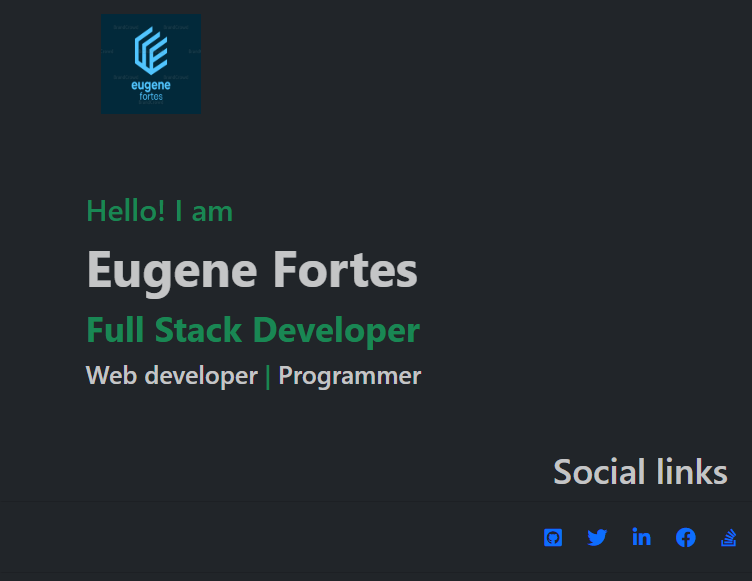 eugene
fortes
Hello! I am
Eugene Fortes
Full Stack Developer
Web developer | Programmer
Social links